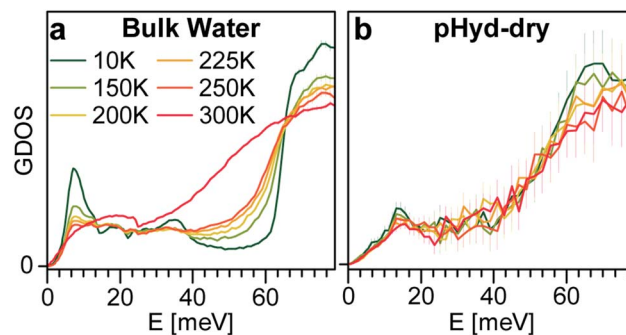 a Bulk Water
10K 225K
150K 250K
200K 300K
GDOS
0
0 20 40 60
E [meV]
b pHyd-dry
0 20 40 60
E [meV]